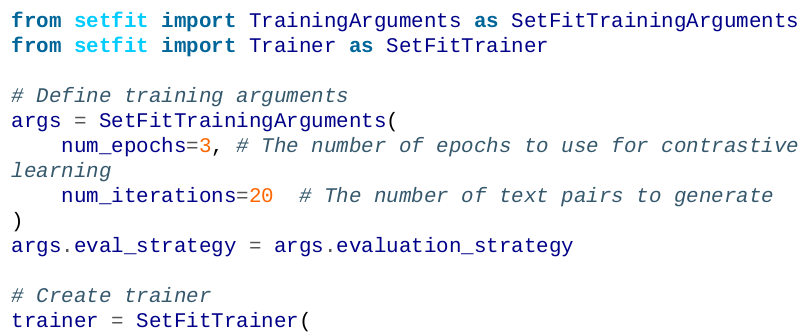 from setfit import TrainingArguments as SetFitTrainingArguments
from setfit import Trainer as SetFitTrainer

# Define training arguments
args = SetFitTrainingArguments(
    num_epochs=3, # The number of epochs to use for contrastive
learning
    num_iterations=20  # The number of text pairs to generate
)
args.eval_strategy = args.evaluation_strategy

# Create trainer
trainer = SetFitTrainer(